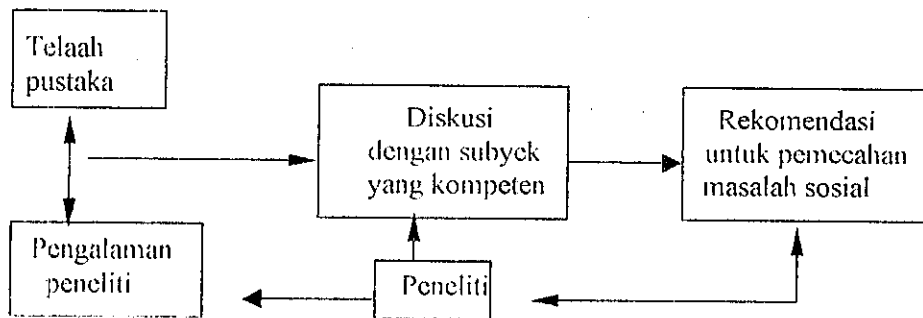 Telaah
pustaka
Diskusi
dengan subyek
yang kompeten
Rekomendasi
untuk pemecahan
masalah sosial
Pengalaman
peneliti
Peneliti